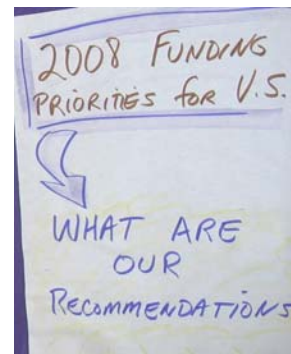 2008 FUNDING
PRIORITIES FOR U.S.
WHAT ARE
OUR
RECOMMENDATIONS